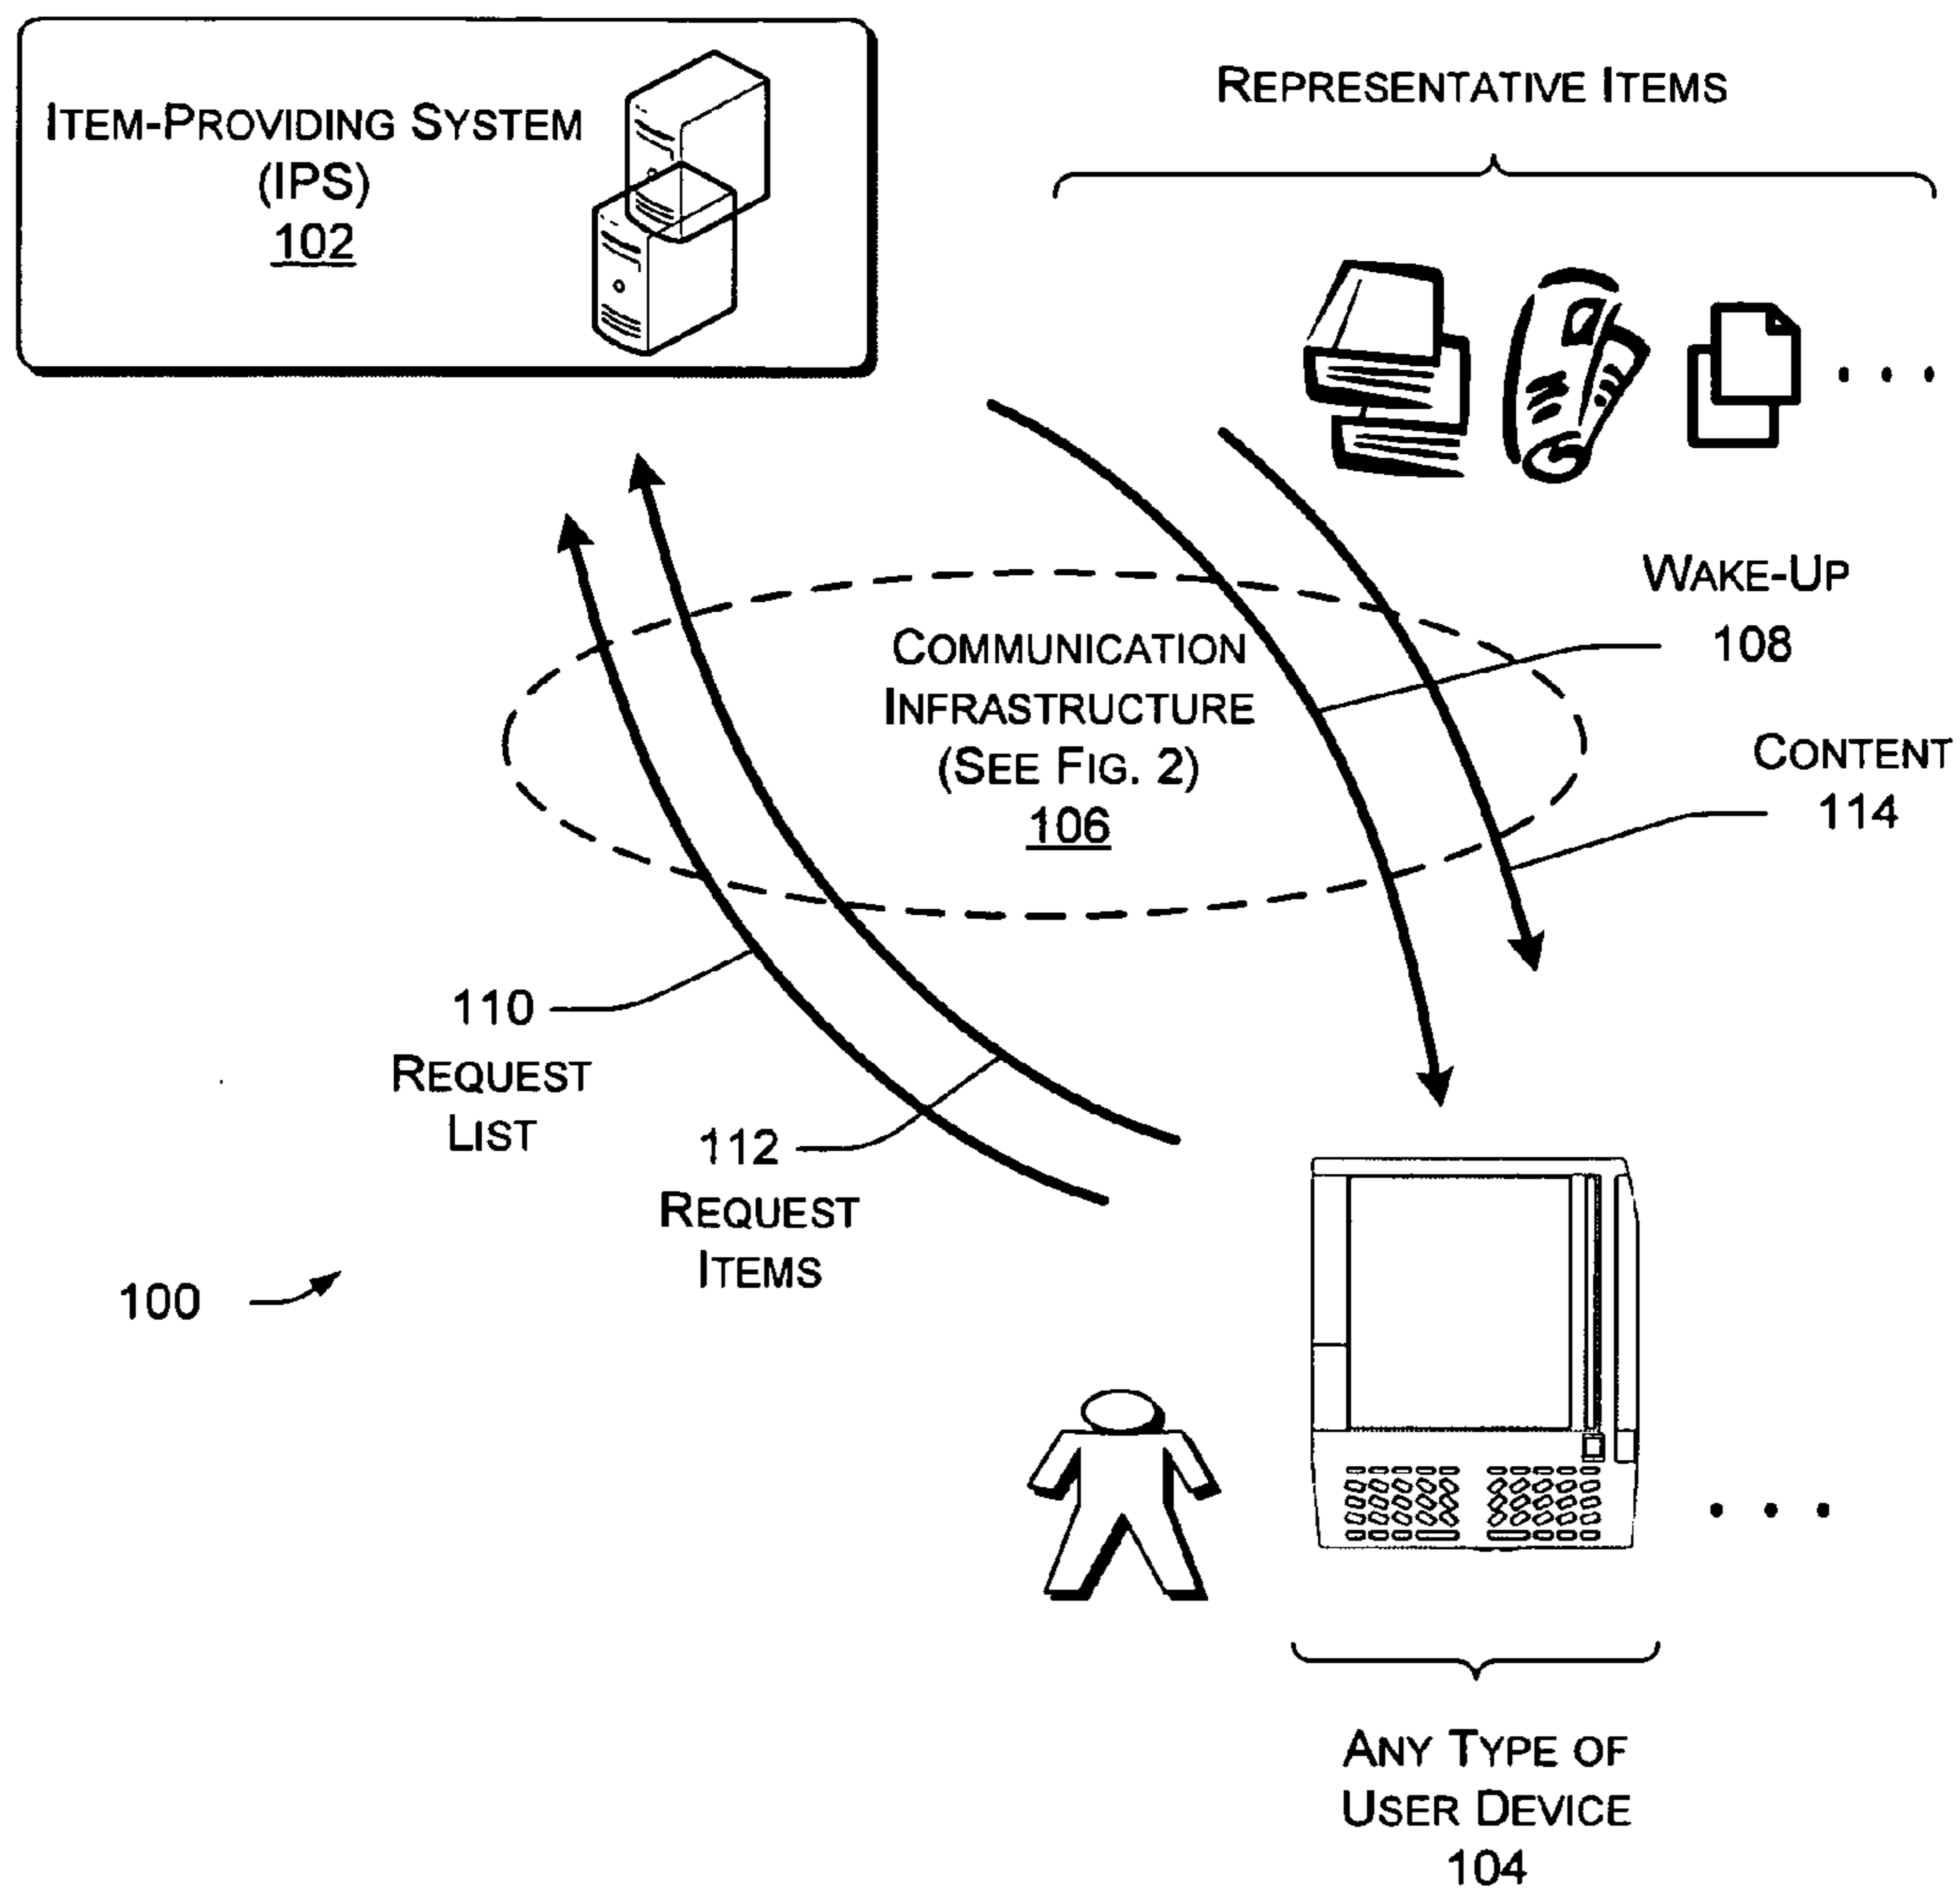 ITEM-PROVIDING SYSTEM
(IPS)
102
REPRESENTATIVE ITEMS
. . .
WAKE-UP
108
COMMUNICATION
INFRASTRUCTURE
(SEE FIG. 2)
106
CONTENT
114
110
REQUEST
LIST
112
REQUEST
ITEMS
100
. . .
ANY TYPE OF
USER DEVICE
104